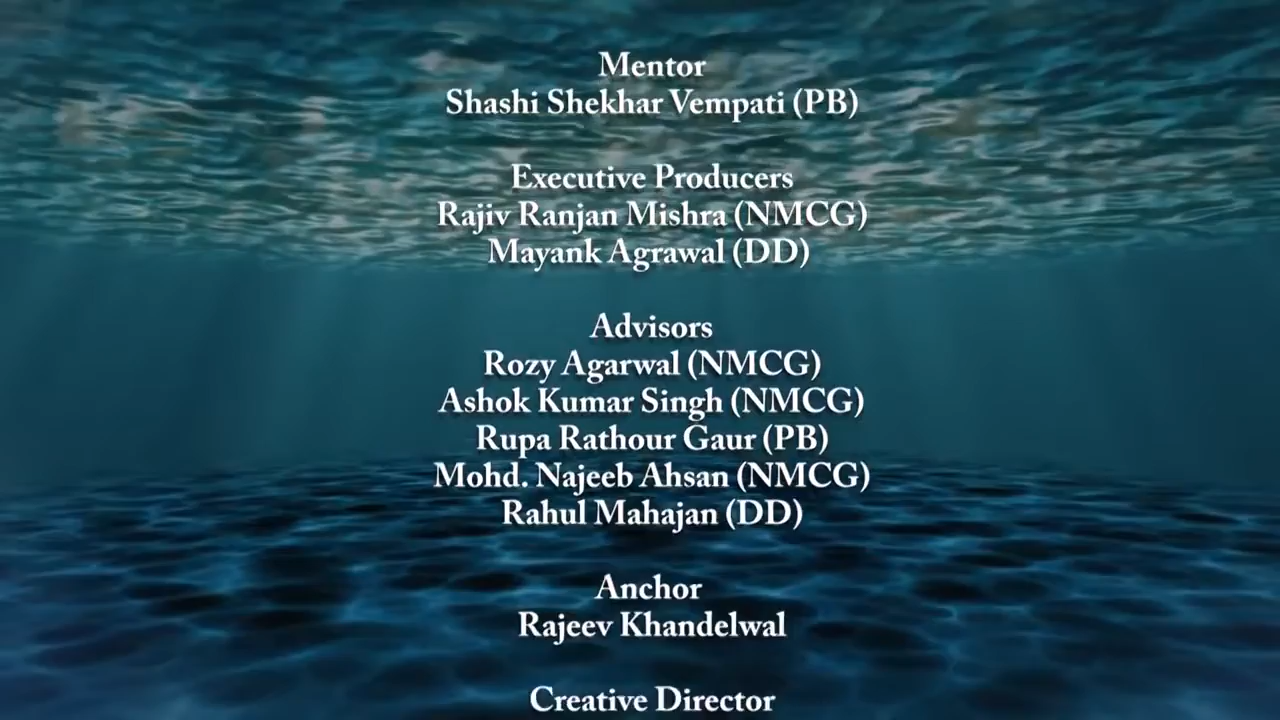 Mentor
Shashi Shekhar Vempati (PB)
Executive Producers
Rajiv Ranjan Mishra (NMCG)
Mayank Agrawal (DD)
Advisors
Rozy Agarwal (NMCG)
Ashok Kumar Singh (NMCG)
Rupa Rathour Gaur (PB)
Mohd. Najeeb Ahsan (NMCG)
Rahul Mahajan (DD)
Anchor
Rajeev Khandelwal
Creative Director